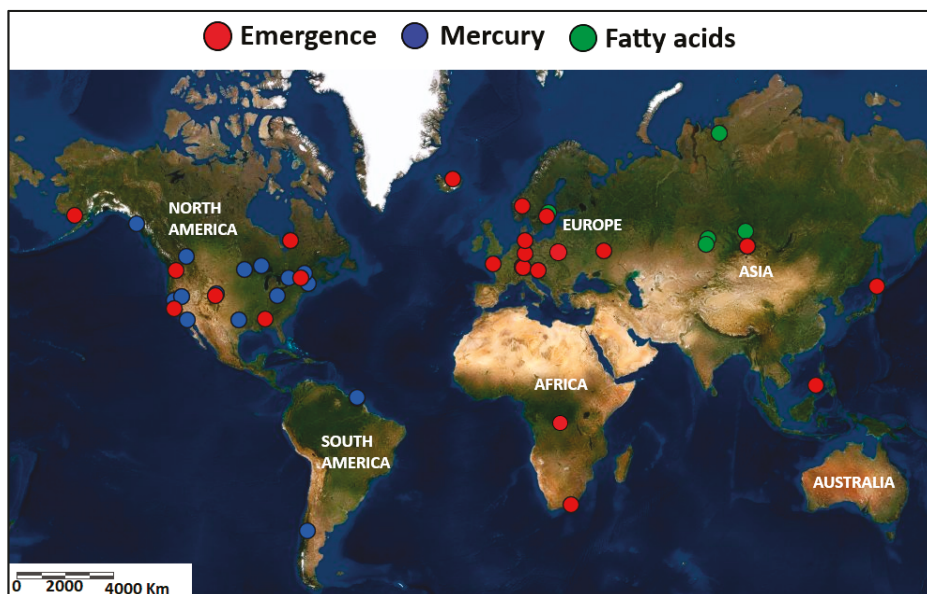 Emergence Mercury Fatty acids
NORTH
AMERICA
EUROPE
ASIA
AFRICA
SOUTH
AMERICA
AUSTRALIA
0 2000 4000 Km